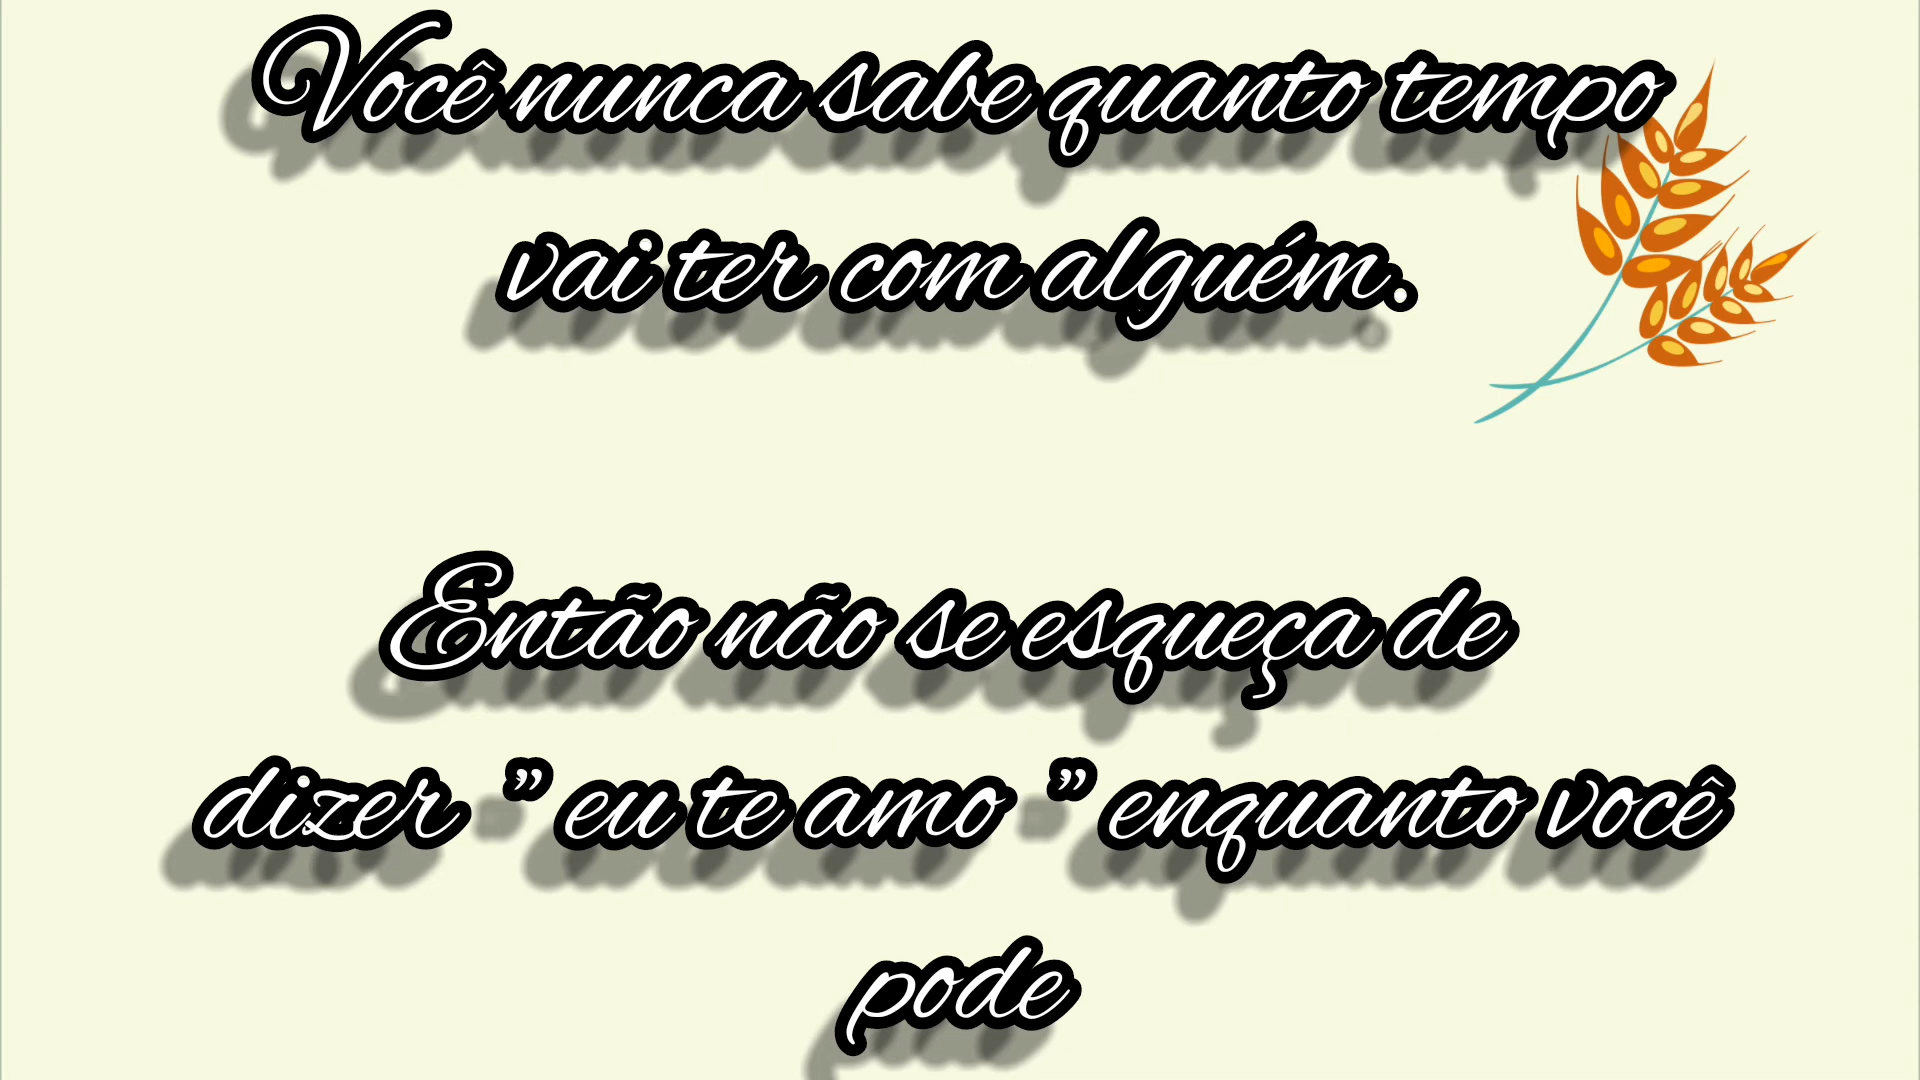 Você nunca sabe quanto tempo
vai ter com alguém.
Então não se esqueça de
dizer ” eu te amo ” enquanto você
pode